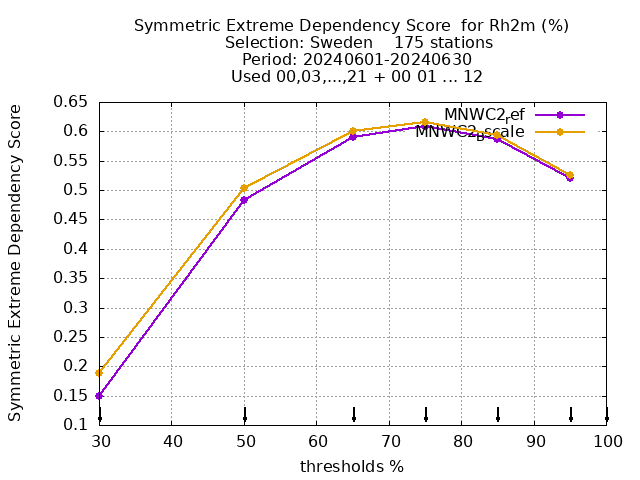 Symmetric Extreme Dependency Score  for Rh2m (%)
Selection: Sweden    175 stations
Period: 20240601-20240630
Used 00,03,...,21 + 00 01 ... 12
Symmetric Extreme Dependency Score
0.65
0.6
0.55
0.5
0.45
0.4
0.35
0.3
0.25
0.2
0.15
0.1
MNWC2ref
MNWC2bscale
30 40 50 60 70 80 90 100
thresholds %